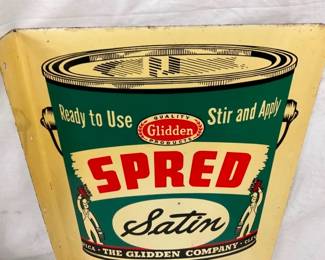 Ready to Use Stir and Apply
QUALITY
Glidden
PRODUCTS
SPRED
Satin
• THE GLIDDEN COMPANY •